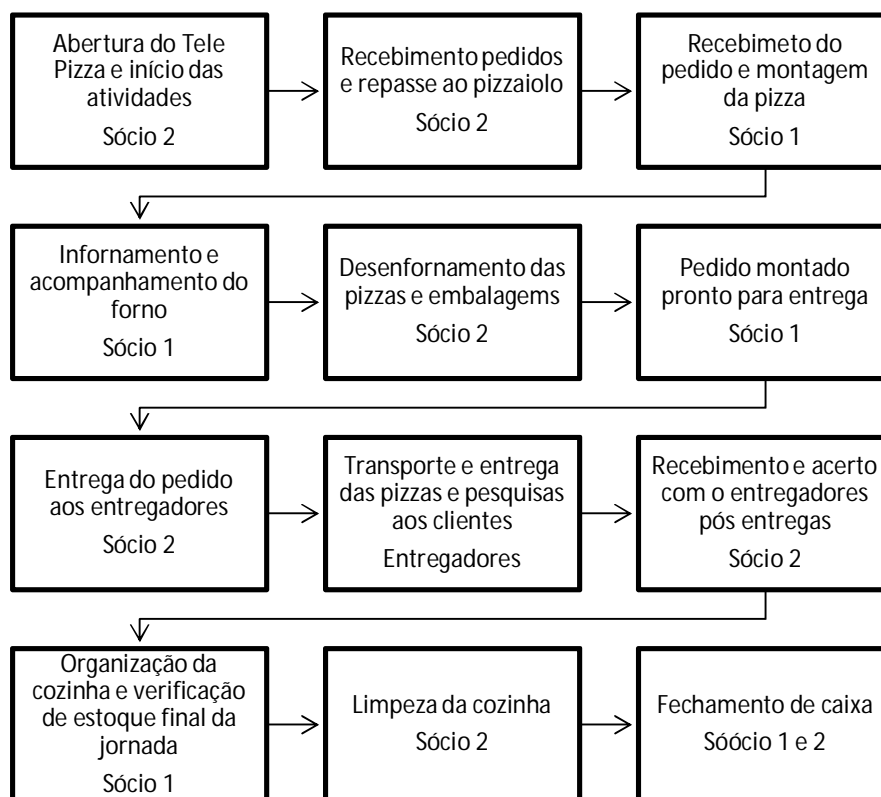 Abertura do Tele
Pizza e início das
atividades
Sócio 2
Recebimento pedidos
e repasse ao pizzaiolo
Sócio 2
Recebimeto do
pedido e montagem
da pizza
Sócio 1
Infornamento e
acompanhamento do
forno
Sócio 1
Desenfornamento das
pizzas e embalagems
Sócio 2
Pedido montado
pronto para entrega
Sócio 1
Entrega do pedido
aos entregadores
Sócio 2
Transporte e entrega
das pizzas e pesquisas
aos clientes
Entregadores
Recebimento e acerto
com o entregadores
pós entregas
Sócio 2
Organização da
cozinha e verificação
de estoque final da
jornada
Sócio 1
Limpeza da cozinha
Sócio 2
Fechamento de caixa
Soócio 1 e 2